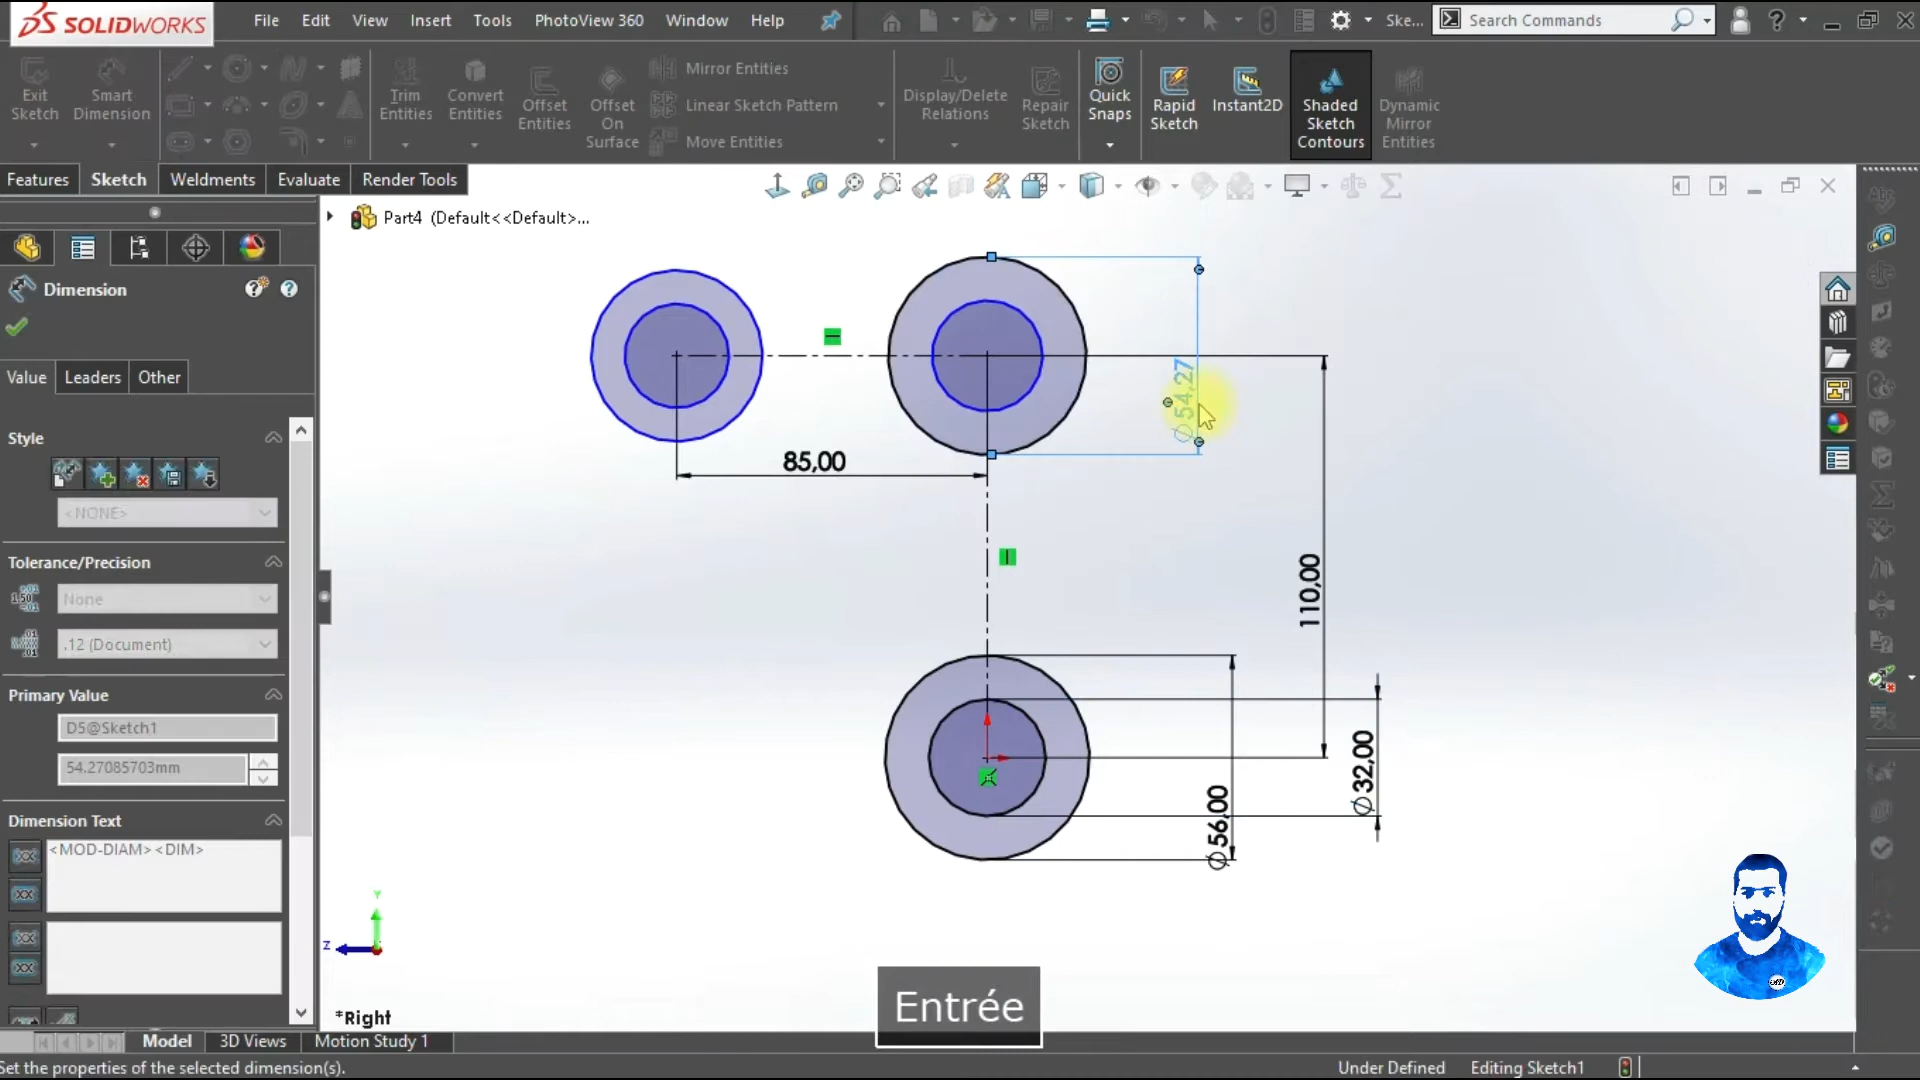 SOLIDWORKS
File Edit View Insert Tools PhotoView 360 Window Help
Ske...
Search Commands
Exit Sketch
Smart Dimension
Trim Entities
Convert Entities
Offset Entities
Offset On Surface
Mirror Entities
Linear Sketch Pattern
Move Entities
Display/Delete Relations
Repair Sketch
Quick Snaps
Rapid Sketch
Instant2D
Shaded Sketch Contours
Dynamic Mirror Entities
Features Sketch Weldments Evaluate Render Tools
Part4 (Default<<Default>...
Dimension
Value Leaders Other
Style
<NONE>
Tolerance/Precision
None
.12 (Document)
Primary Value
D5@Sketch1
54.27085703mm
Dimension Text
<MOD-DIAM><DIM>
∅54,27
85,00
110,00
∅32,00
∅56,00
Y
Z
*Right
Entrée
Model 3D Views Motion Study 1
Set the properties of the selected dimension(s).
Under Defined Editing Sketch1